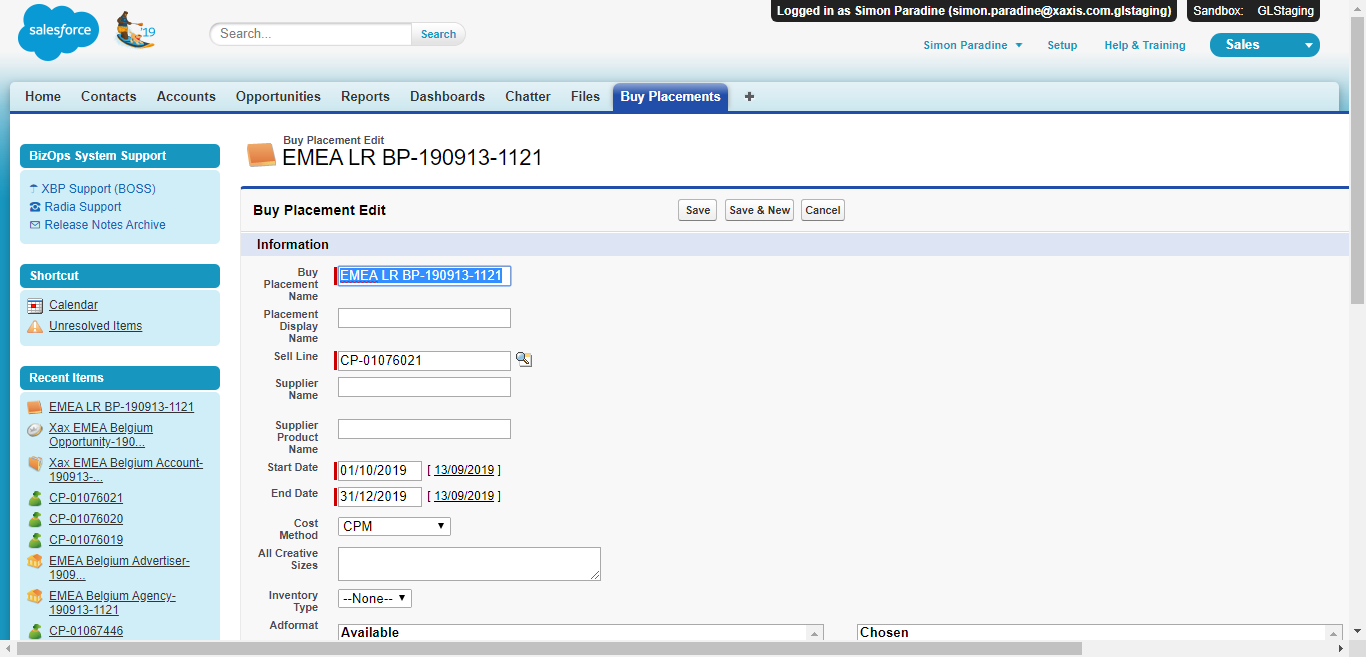 Logged in as Simon Paradine (simon.paradine@xaxis.com.glstaging)
Sandbox: GLStaging
salesforce
'19
Search...
Search
Simon Paradine
Setup
Help & Training
Sales
Home Contacts Accounts Opportunities Reports Dashboards Chatter Files Buy Placements +
BizOps System Support
XBP Support (BOSS)
Radia Support
Release Notes Archive
Shortcut
Calendar
Unresolved Items
Recent Items
EMEA LR BP-190913-1121
Xax EMEA Belgium
Opportunity-190...
Xax EMEA Belgium Account-
190913-...
CP-01076021
CP-01076020
CP-01076019
EMEA Belgium Advertiser-
1909...
EMEA Belgium Agency-
190913-1121
CP-01067446
Buy Placement Edit
EMEA LR BP-190913-1121
Buy Placement Edit
Save
Save & New
Cancel
Information
Buy
Placement
Name
EMEA LR BP-190913-1121
Placement
Display
Name
Sell Line
CP-01076021
Supplier
Name
Supplier
Product
Name
Start Date
01/10/2019
[ 13/09/2019 ]
End Date
31/12/2019
[ 13/09/2019 ]
Cost
Method
CPM
All Creative
Sizes
Inventory
Type
--None--
Adformat
Available
Chosen